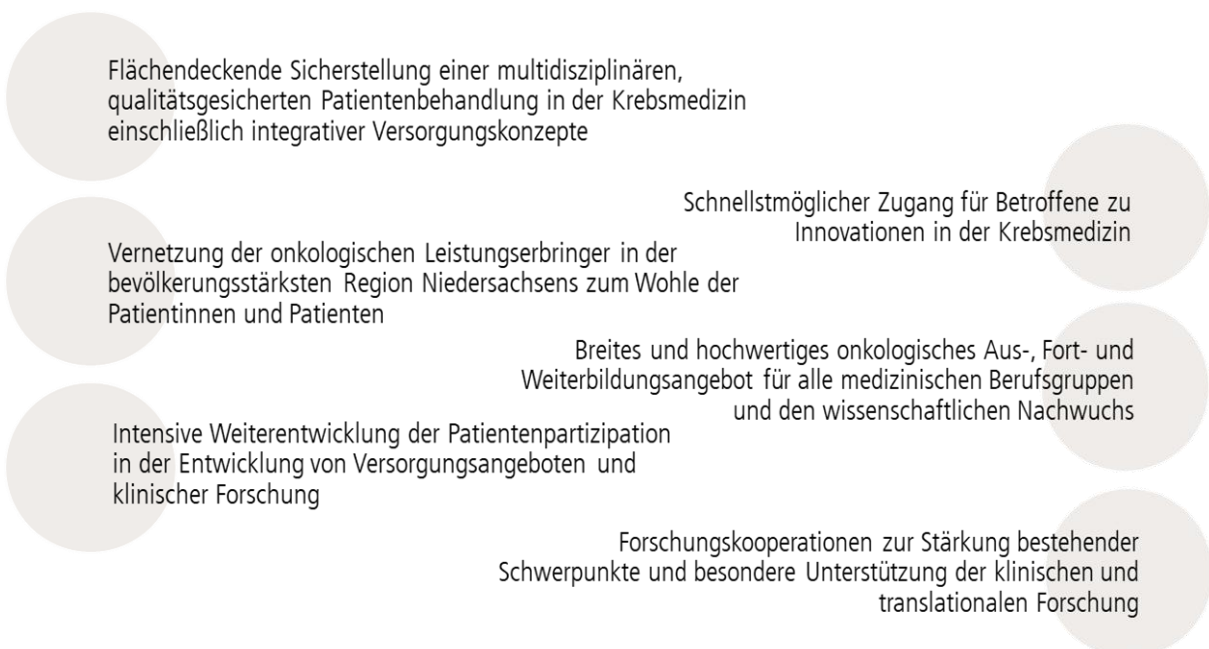 Flächendeckende Sicherstellung einer multidisziplinären,
qualitätsgesicherten Patientenbehandlung in der Krebsmedizin
einschließlich integrativer Versorgungskonzepte
Schnellstmöglicher Zugang für Betroffene zu
Innovationen in der Krebsmedizin
Vernetzung der onkologischen Leistungserbringer in der
bevölkerungsstärksten Region Niedersachsens zum Wohle der
Patientinnen und Patienten
Breites und hochwertiges onkologisches Aus-, Fort- und
Weiterbildungsangebot für alle medizinischen Berufsgruppen
und den wissenschaftlichen Nachwuchs
Intensive Weiterentwicklung der Patientenpartizipation
in der Entwicklung von Versorgungsangeboten und
klinischer Forschung
Forschungskooperationen zur Stärkung bestehender
Schwerpunkte und besondere Unterstützung der klinischen und
translationalen Forschung